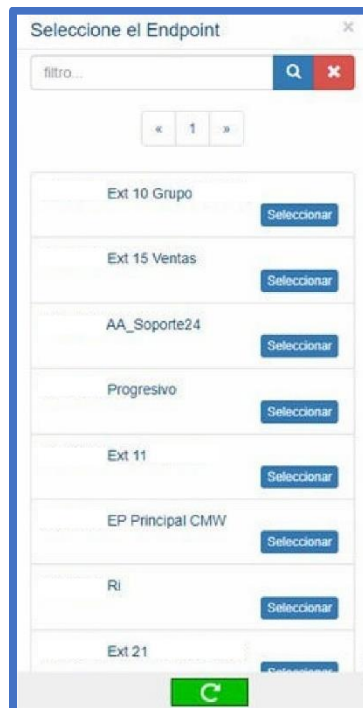 Seleccione el Endpoint ×
filtro...
« 1 »
Ext 10 Grupo
Seleccionar
Ext 15 Ventas
Seleccionar
AA_Soporte24
Seleccionar
Progresivo
Seleccionar
Ext 11
Seleccionar
EP Principal CMW
Seleccionar
Ri
Seleccionar
Ext 21
Seleccionar